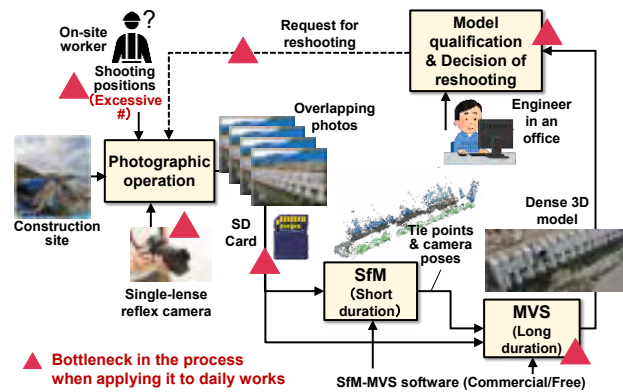 ?
On-site
worker
Shooting
positions
(Excessive
#)
Request for
reshooting
Model
qualification
& Decision of
reshooting
Engineer
in an
office
Overlapping
photos
Photographic
operation
Construction
site
Single-lense
reflex camera
SD
Card
Tie points
& camera
poses
Dense 3D
model
SfM
(Short
duration)
MVS
(Long
duration)
Bottleneck in the process
when applying it to daily works
SfM-MVS software (Commercial/Free)